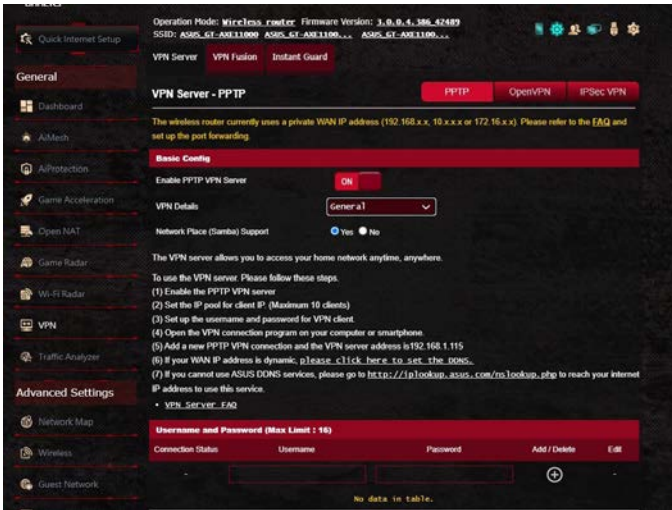 Operation Mode: Wireless router Firmware Version: 3.0.0.4.386_42489
SSID: ASUS_GT-AXE11000 ASUS_GT-AXE1100... ASUS_GT-AXE1100...
Quick Internet Setup
General
Dashboard
AiMesh
AiProtection
Game Acceleration
Open NAT
Game Radar
Wi-Fi Radar
VPN
Traffic Analyzer
Advanced Settings
Network Map
Wireless
Guest Network
VPN Server VPN Fusion Instant Guard
VPN Server - PPTP PPTP OpenVPN IPSec VPN
The wireless router currently uses a private WAN IP address (192.168.x.x, 10.x.x.x or 172.16.x.x). Please refer to the FAQ and
set up the port forwarding.
Basic Config
Enable PPTP VPN Server ON
VPN Details General
Network Place (Samba) Support Yes No
The VPN server allows you to access your home network anytime, anywhere.
To use the VPN server. Please follow these steps.
(1) Enable the PPTP VPN server
(2) Set the IP pool for client IP. (Maximum 10 clients)
(3) Set up the username and password for VPN client.
(4) Open the VPN connection program on your computer or smartphone.
(5) Add a new PPTP VPN connection and the VPN server address is192.168.1.115
(6) If your WAN IP address is dynamic, please click here to set the DDNS.
(7) If you cannot use ASUS DDNS services, please go to http://iplookup.asus.com/nslookup.php to reach your internet
IP address to use this service.
• VPN Server FAQ
Username and Password (Max Limit : 16)
Connection Status Username Password Add / Delete Edit
- -
No data in table.